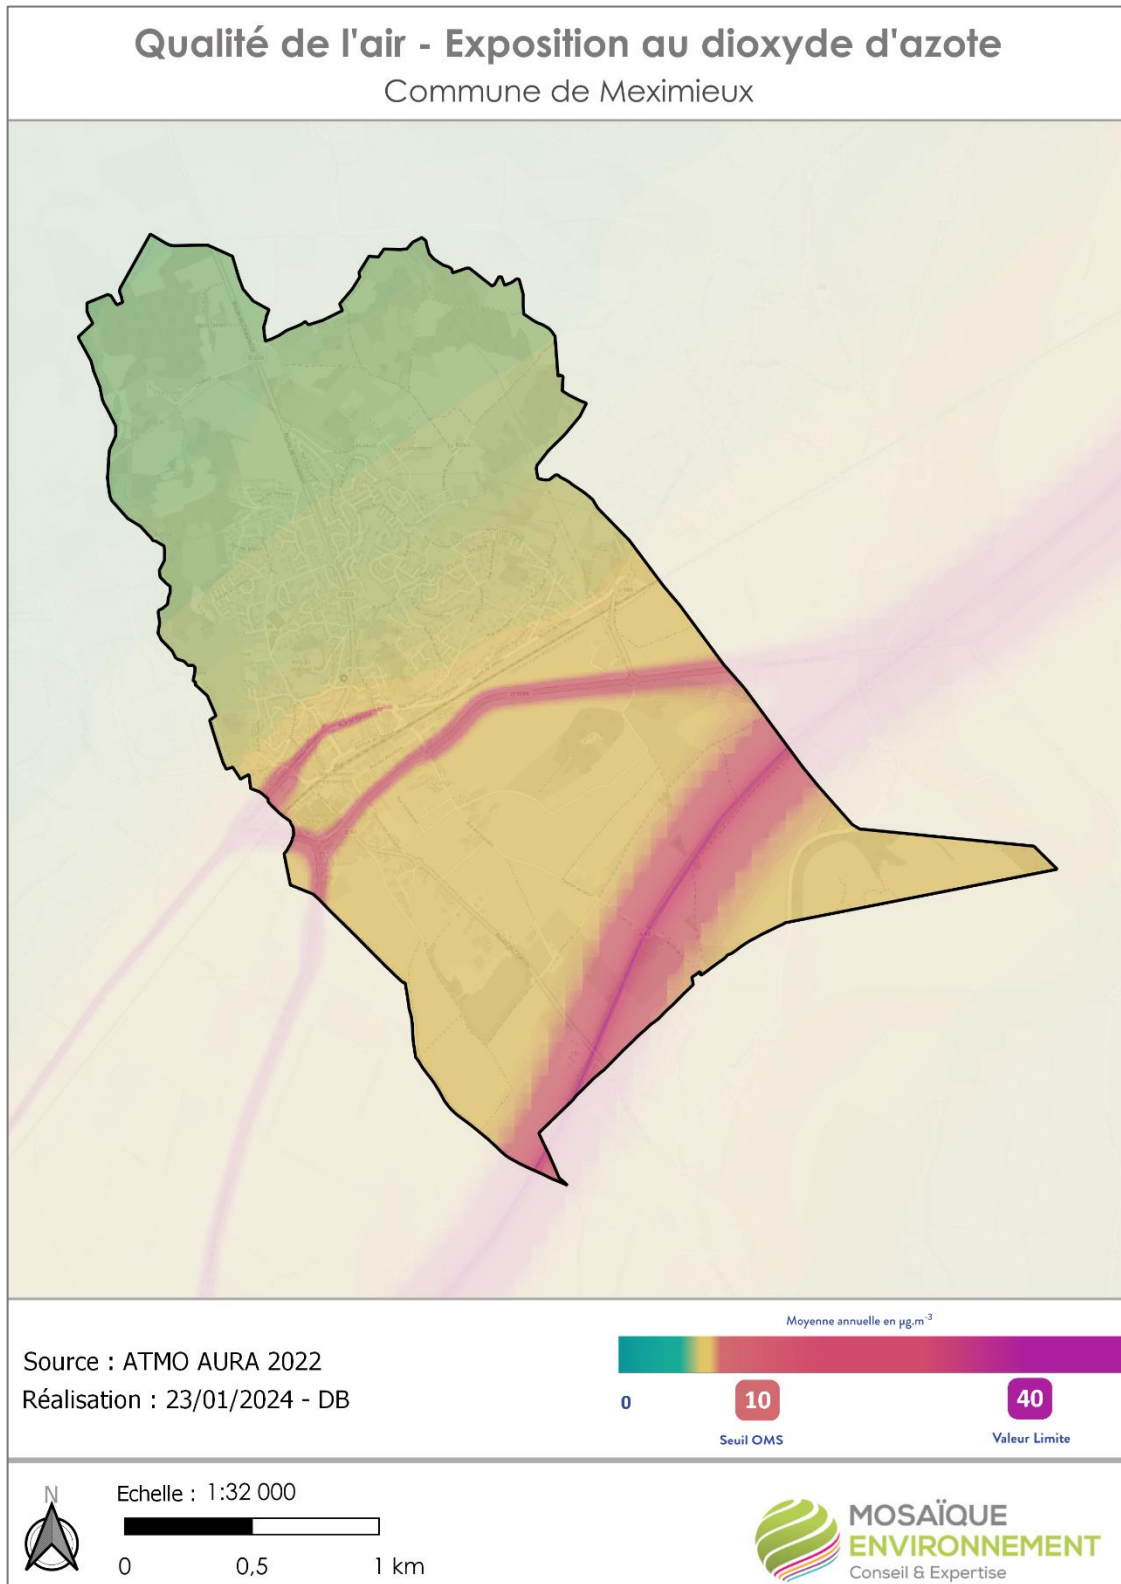 Qualité de l'air - Exposition au dioxyde d'azote
Commune de Meximieux
Source : ATMO AURA 2022
Réalisation : 23/01/2024 - DB
Moyenne annuelle en µg.m⁻³
0
10
40
Seuil OMS
Valeur Limite
N
Echelle : 1:32 000
0
0,5
1 km
MOSAÏQUE
ENVIRONNEMENT
Conseil & Expertise